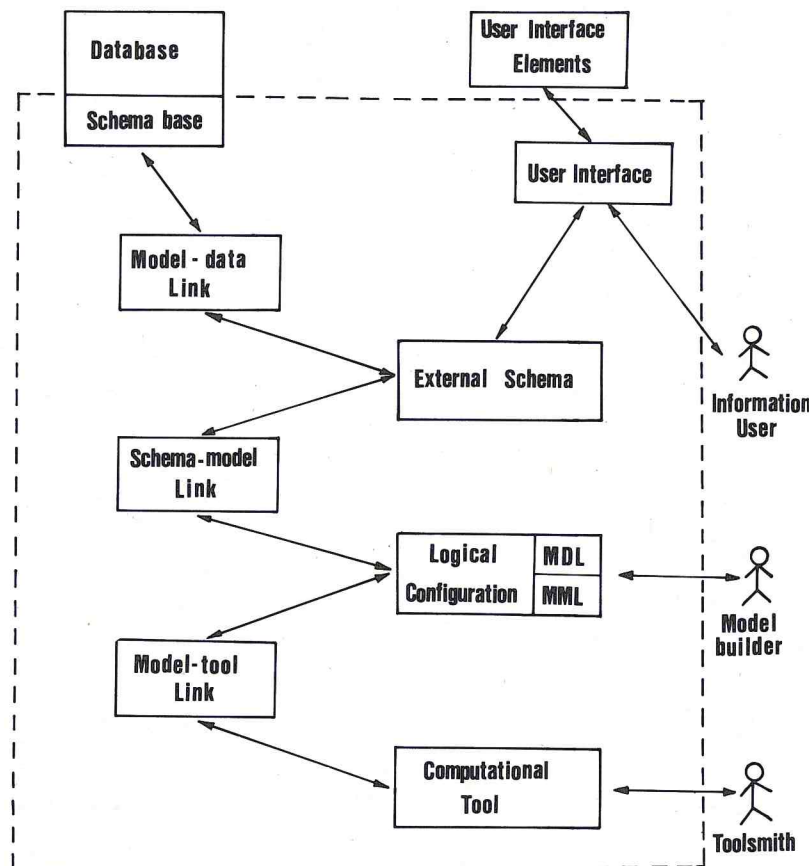 Database
Schema base
User Interface
Elements
User Interface
Model - data
Link
External Schema
Information
User
Schema-model
Link
Logical
Configuration
MDL
MML
Model
builder
Model-tool
Link
Computational
Tool
Toolsmith